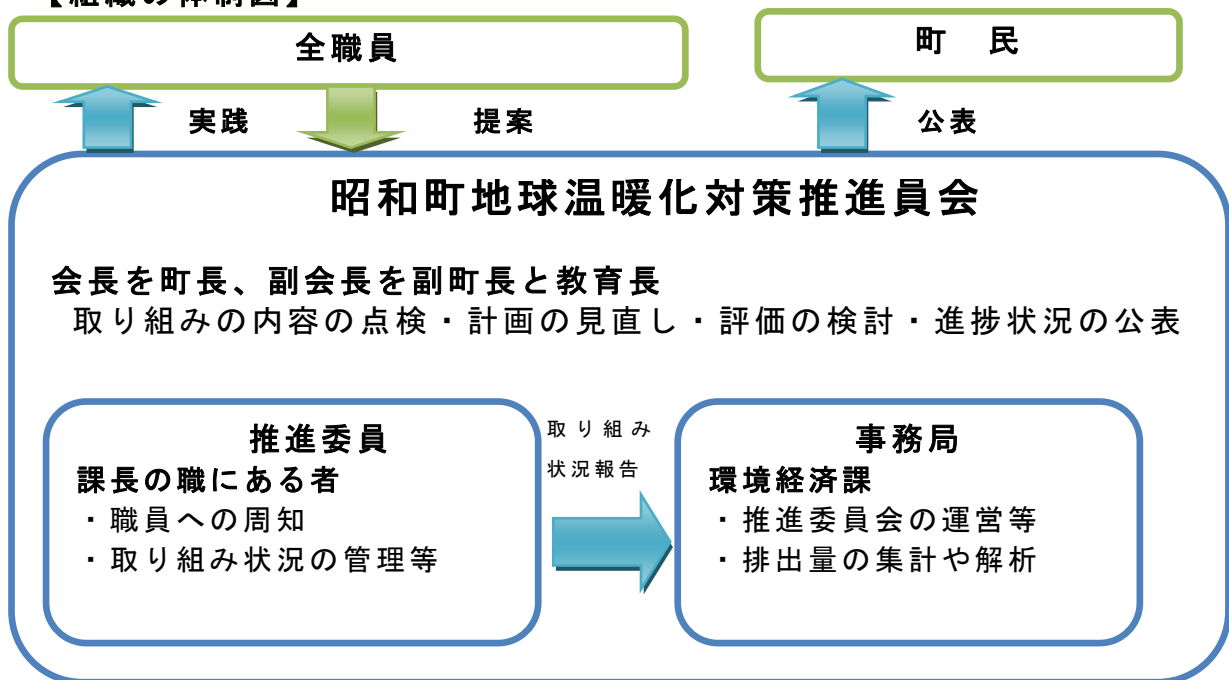 【組織の体制図】
全職員
町　民
実践
提案
公表
昭和町地球温暖化対策推進員会
会長を町長、副会長を副町長と教育長
取り組みの内容の点検・計画の見直し・評価の検討・進捗状況の公表
推進委員
課長の職にある者
・職員への周知
・取り組み状況の管理等
取り組み
状況報告
事務局
環境経済課
・推進委員会の運営等
・排出量の集計や解析